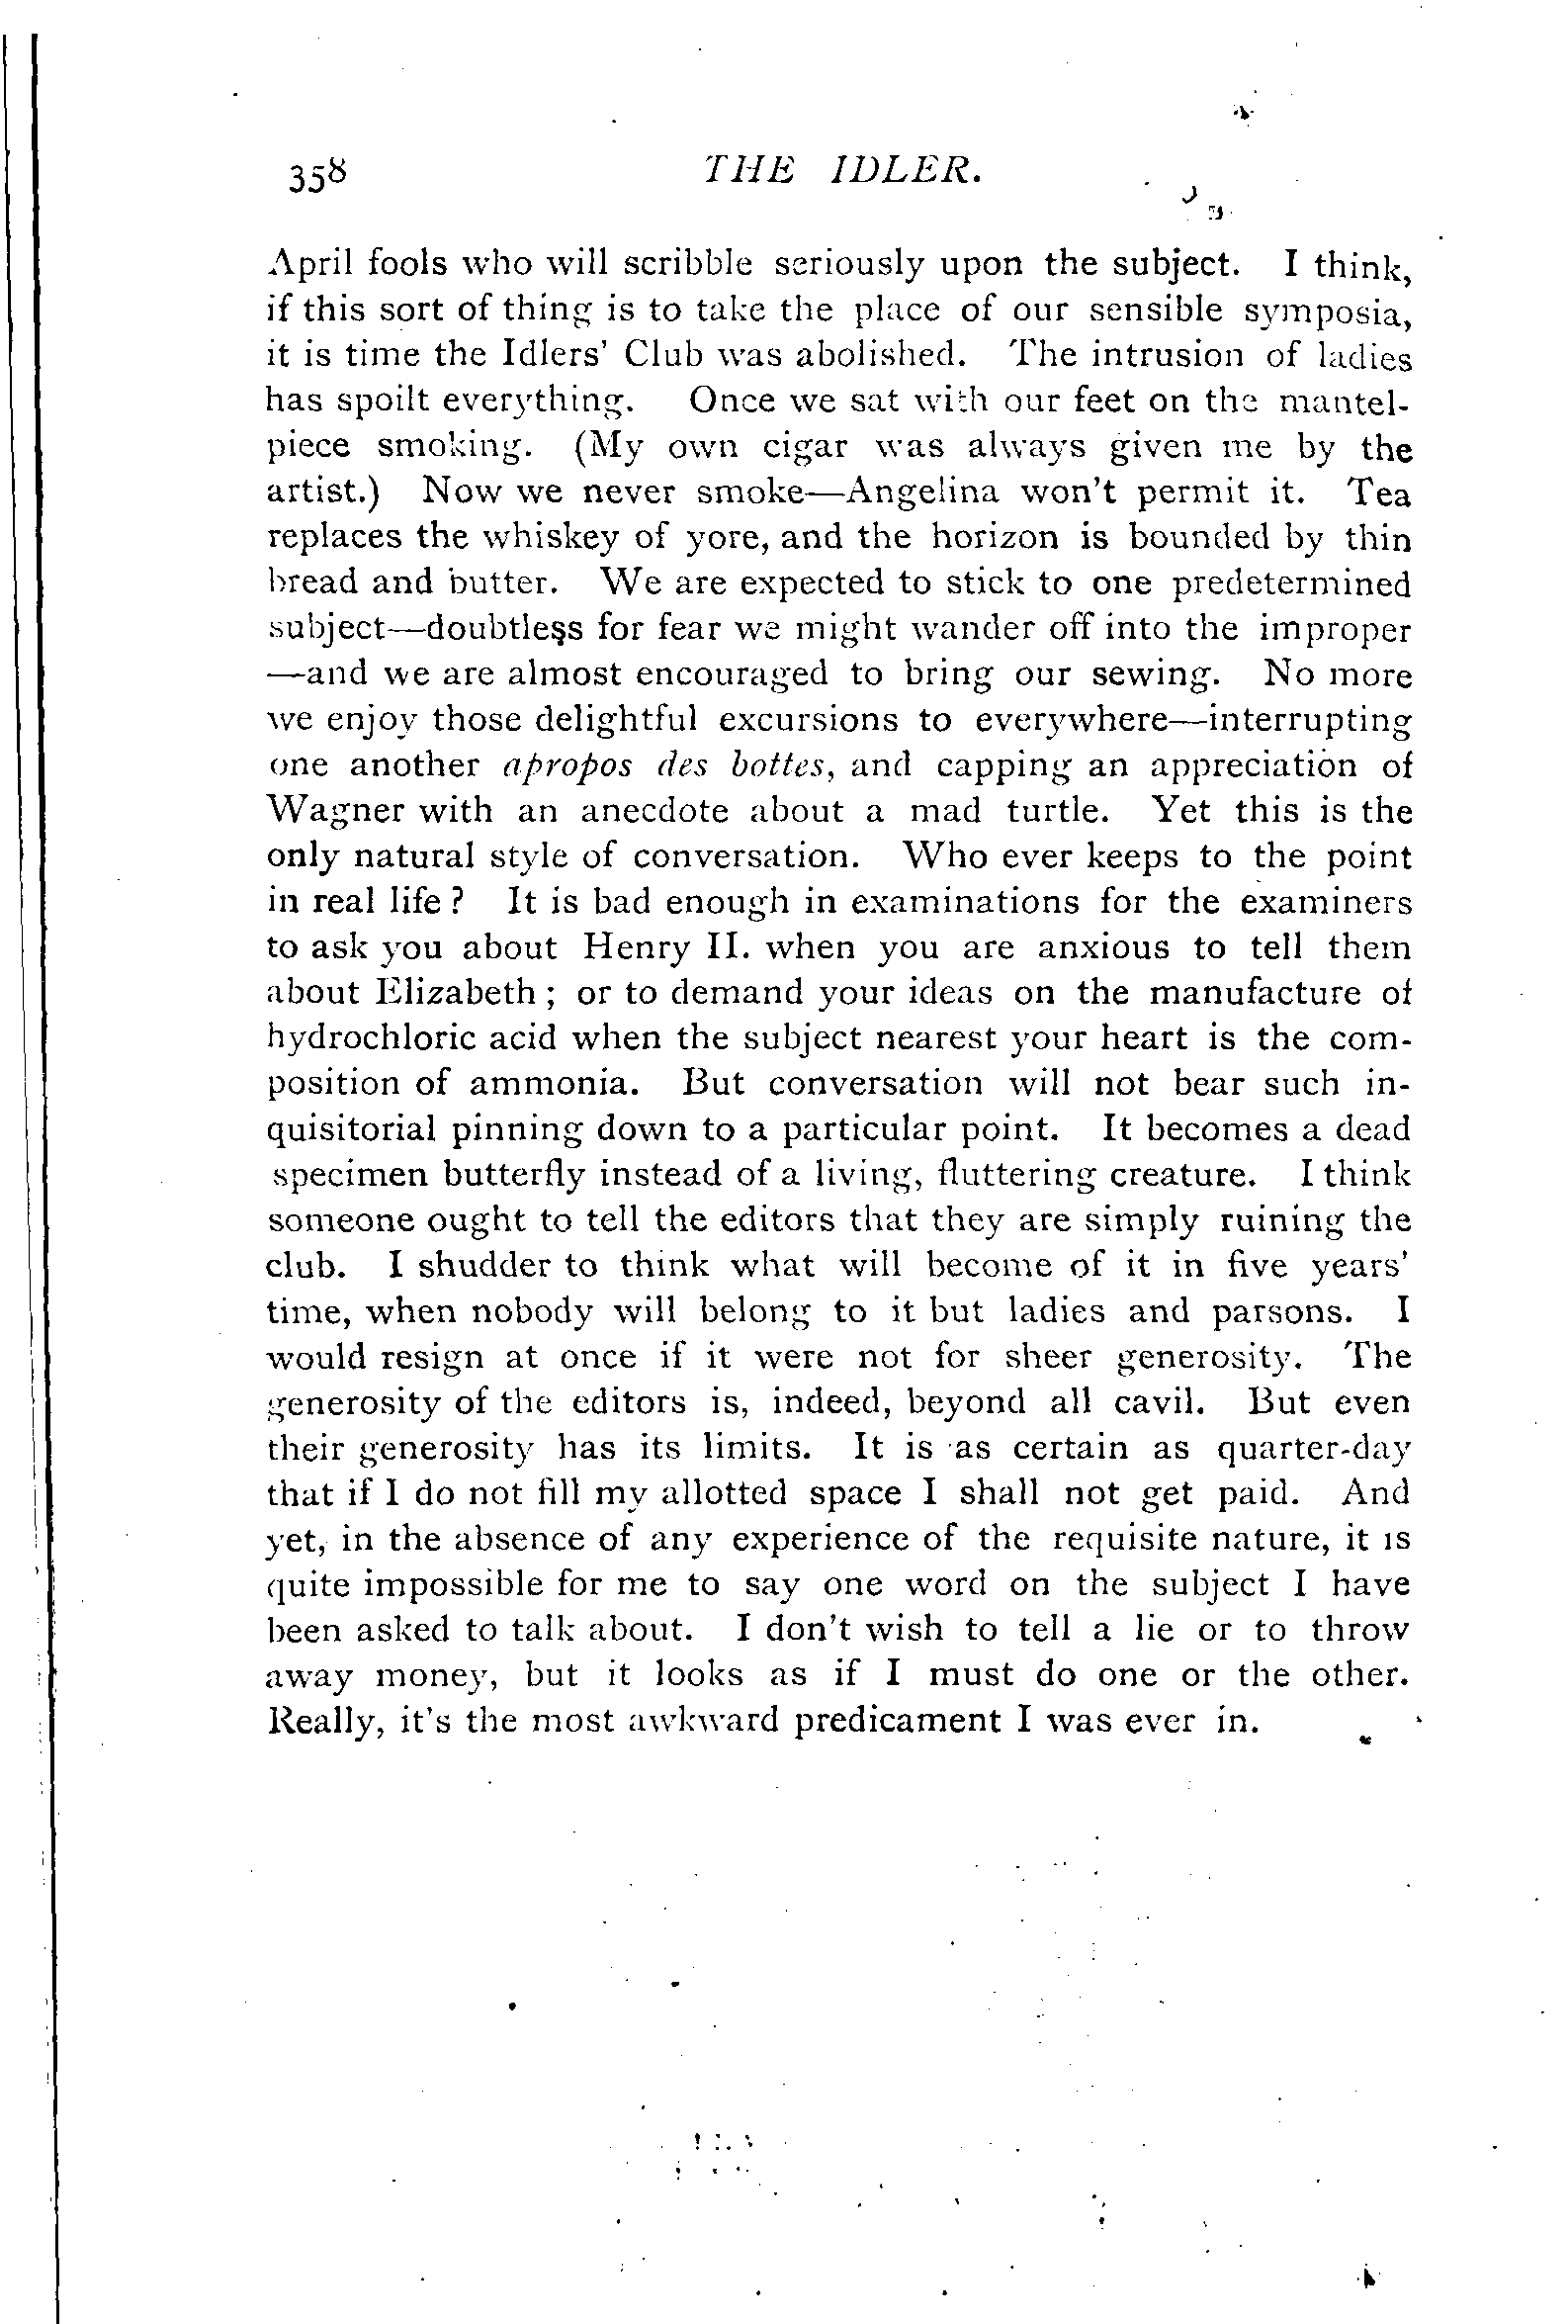 358 THE IDLER.
April fools who will scribble seriously upon the subject. I think,
if this sort of thing is to take the place of our sensible symposia,
it is time the Idlers' Club was abolished. The intrusion of ladies
has spoilt everything. Once we sat with our feet on the mantel-
piece smoking. (My own cigar was always given me by the
artist.) Now we never smoke—Angelina won't permit it. Tea
replaces the whiskey of yore, and the horizon is bounded by thin
bread and butter. We are expected to stick to one predetermined
subject—doubtless for fear we might wander off into the improper
—and we are almost encouraged to bring our sewing. No more
we enjoy those delightful excursions to everywhere—interrupting
one another apropos des bottes, and capping an appreciation of
Wagner with an anecdote about a mad turtle. Yet this is the
only natural style of conversation. Who ever keeps to the point
in real life ? It is bad enough in examinations for the examiners
to ask you about Henry II. when you are anxious to tell them
about Elizabeth ; or to demand your ideas on the manufacture of
hydrochloric acid when the subject nearest your heart is the com-
position of ammonia. But conversation will not bear such in-
quisitorial pinning down to a particular point. It becomes a dead
specimen butterfly instead of a living, fluttering creature. I think
someone ought to tell the editors that they are simply ruining the
club. I shudder to think what will become of it in five years'
time, when nobody will belong to it but ladies and parsons. I
would resign at once if it were not for sheer generosity. The
generosity of the editors is, indeed, beyond all cavil. But even
their generosity has its limits. It is as certain as quarter-day
that if I do not fill my allotted space I shall not get paid. And
yet, in the absence of any experience of the requisite nature, it is
quite impossible for me to say one word on the subject I have
been asked to talk about. I don't wish to tell a lie or to throw
away money, but it looks as if I must do one or the other.
Really, it's the most awkward predicament I was ever in.